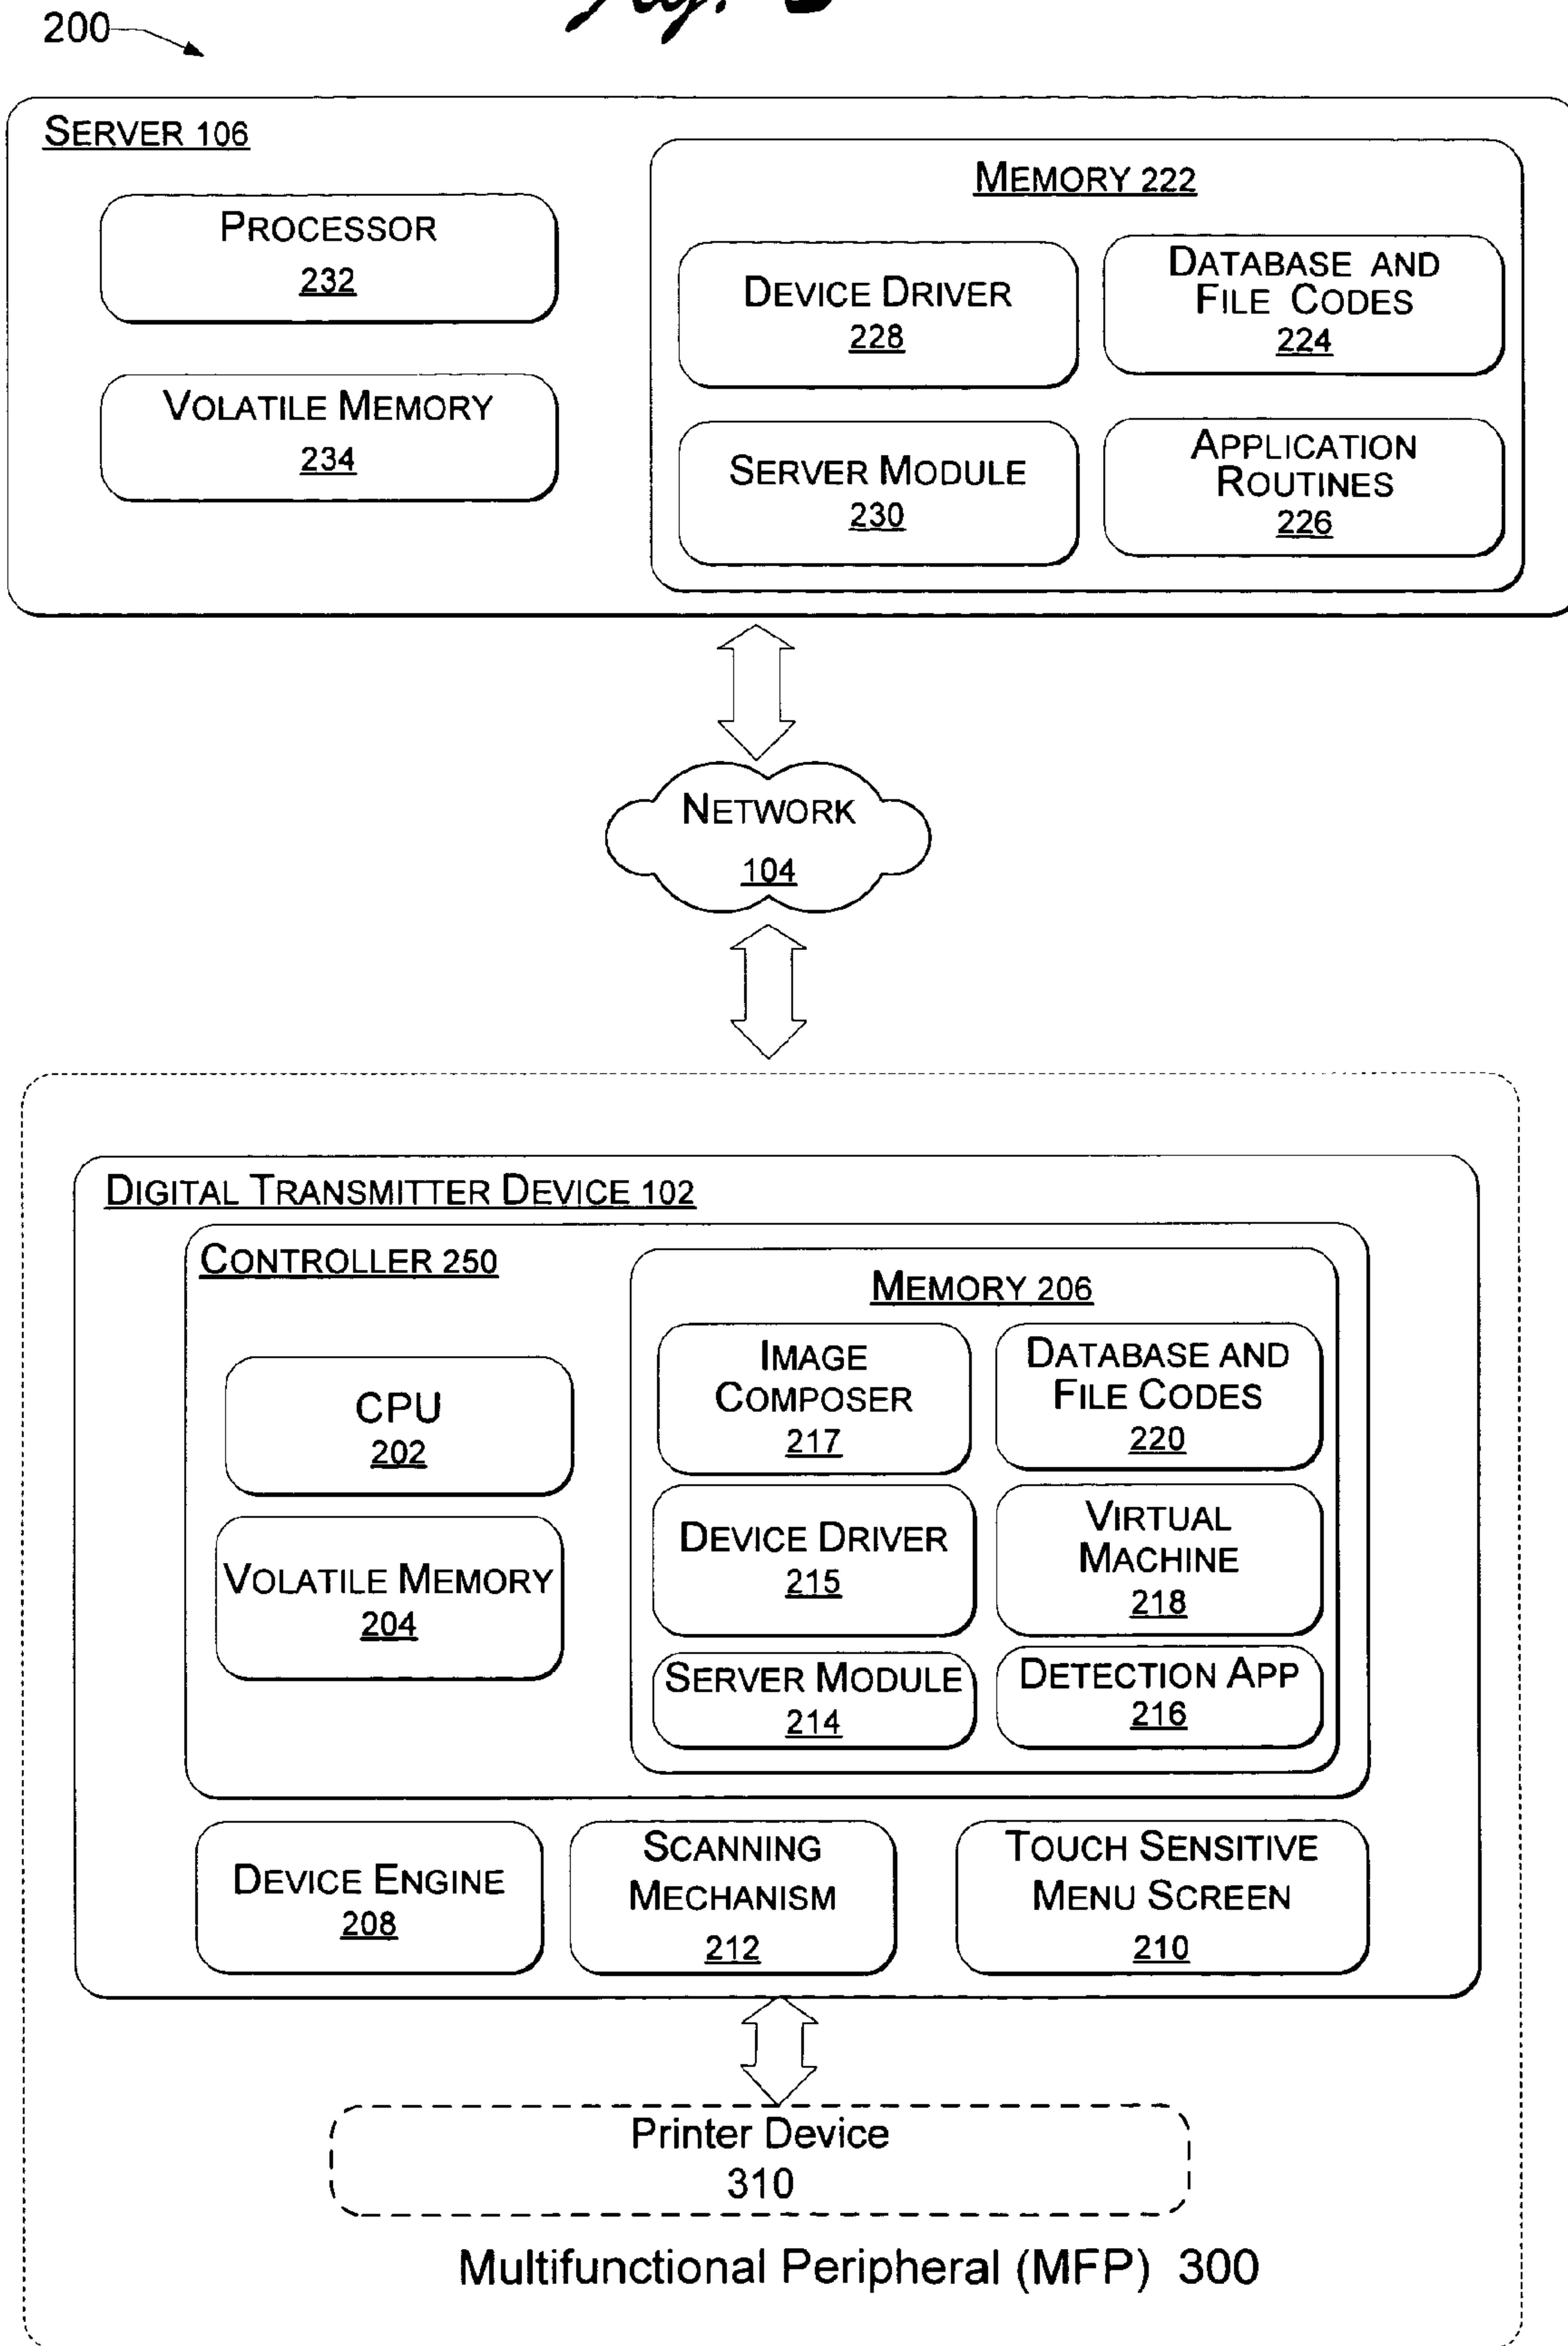 200
SERVER 106
PROCESSOR
232
VOLATILE MEMORY
234
MEMORY 222
DEVICE DRIVER
228
DATABASE AND
FILE CODES
224
SERVER MODULE
230
APPLICATION
ROUTINES
226
NETWORK
104
DIGITAL TRANSMITTER DEVICE 102
CONTROLLER 250
CPU
202
VOLATILE MEMORY
204
MEMORY 206
IMAGE
COMPOSER
217
DATABASE AND
FILE CODES
220
DEVICE DRIVER
215
VIRTUAL
MACHINE
218
SERVER MODULE
214
DETECTION APP
216
DEVICE ENGINE
208
SCANNING
MECHANISM
212
TOUCH SENSITIVE
MENU SCREEN
210
Printer Device
310
Multifunctional Peripheral (MFP) 300